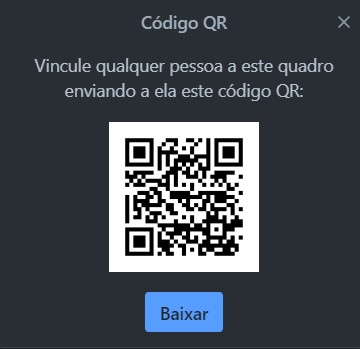 Código QR
Vincule qualquer pessoa a este quadro
enviando a ela este código QR:
Baixar